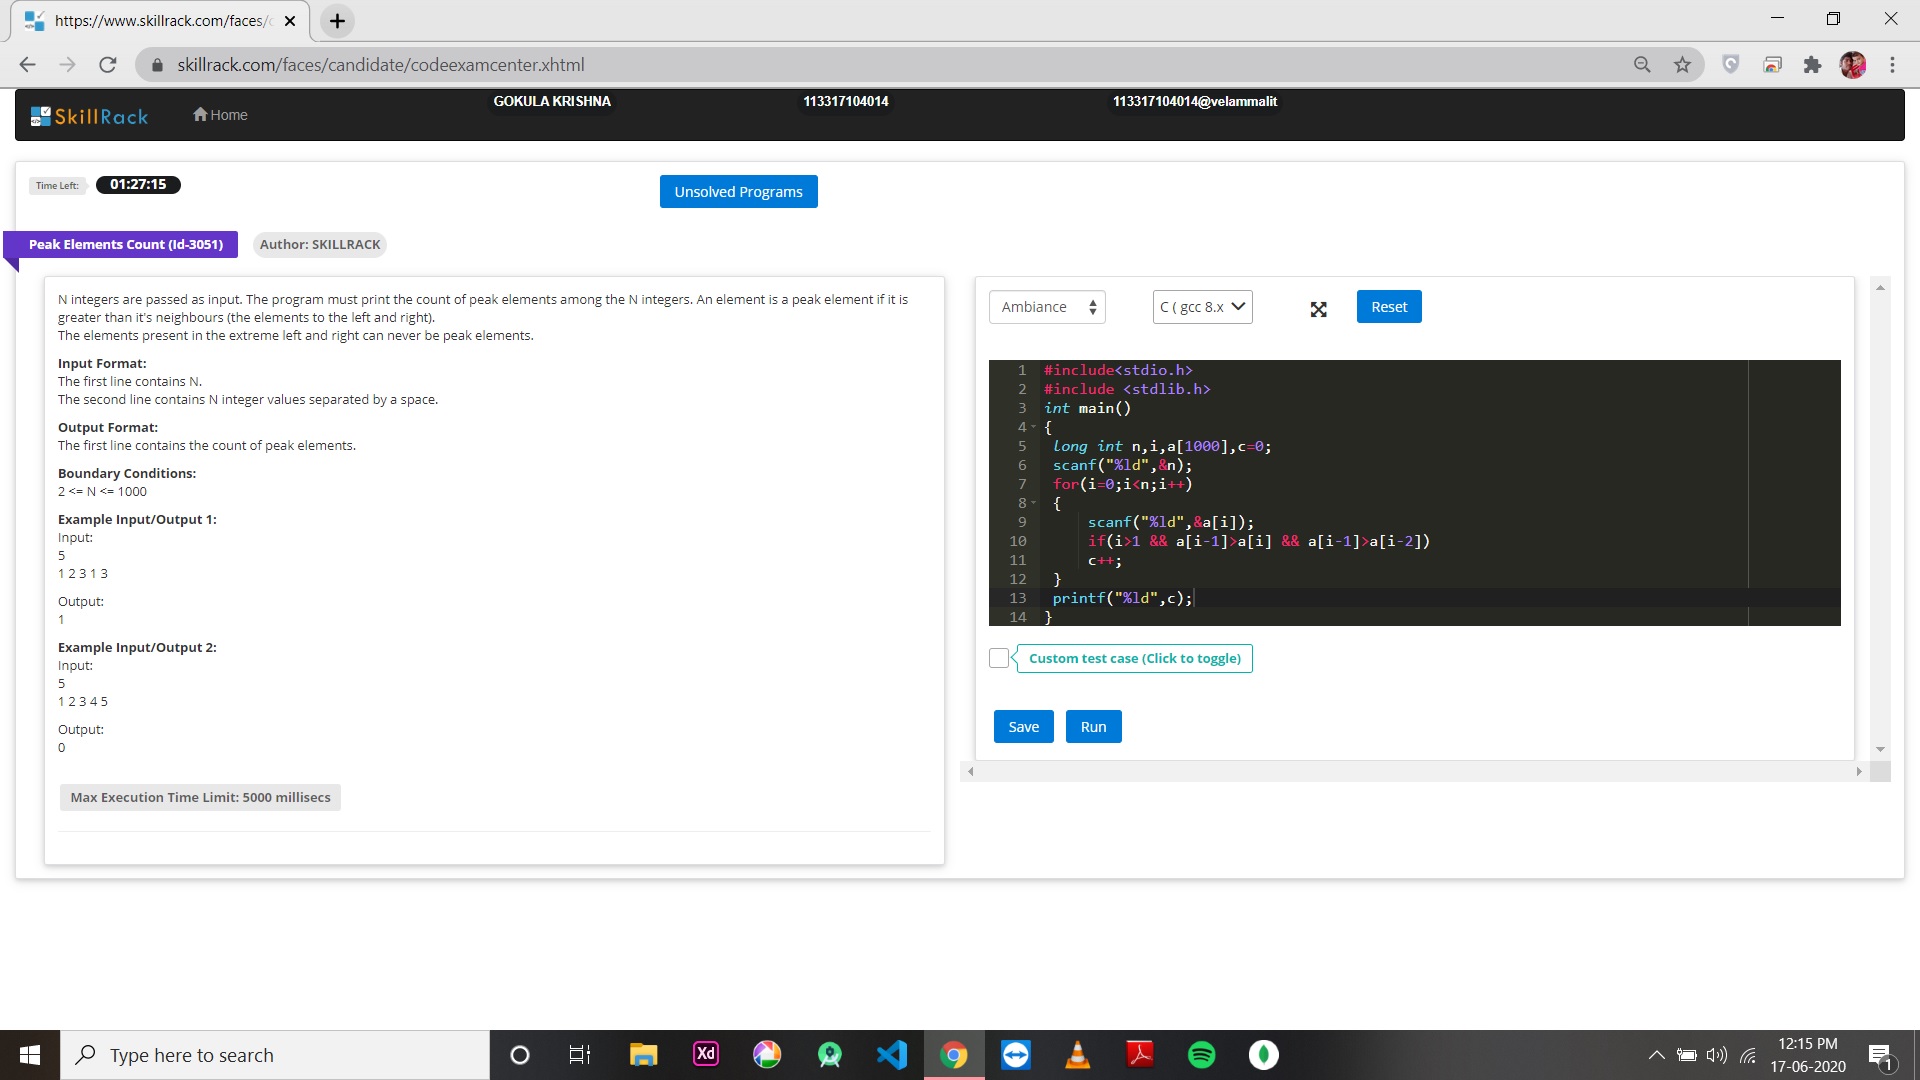 https://www.skillrack.com/faces/c
skillrack.com/faces/candidate/codeexamcenter.xhtml
SkillRack
Home
GOKULA KRISHNA
113317104014
113317104014@velammalit
Time Left:
01:27:15
Unsolved Programs
Peak Elements Count (Id-3051)
Author: SKILLRACK
N integers are passed as input. The program must print the count of peak elements among the N integers. An element is a peak element if it is
greater than it's neighbours (the elements to the left and right).
The elements present in the extreme left and right can never be peak elements.
Input Format:
The first line contains N.
The second line contains N integer values separated by a space.
Output Format:
The first line contains the count of peak elements.
Boundary Conditions:
2 <= N <= 1000
Example Input/Output 1:
Input:
5
1 2 3 1 3
Output:
1
Example Input/Output 2:
Input:
5
1 2 3 4 5
Output:
0
Max Execution Time Limit: 5000 millisecs
Ambiance
C ( gcc 8.x
Reset
1 #include<stdio.h>
2 #include <stdlib.h>
3 int main()
4 {
5 long int n,i,a[1000],c=0;
6 scanf("%ld",&n);
7 for(i=0;i<n;i++)
8 {
9 scanf("%ld",&a[i]);
10 if(i>1 && a[i-1]>a[i] && a[i-1]>a[i-2])
11 c++;
12 }
13 printf("%ld",c);
14 }
Custom test case (Click to toggle)
Save
Run
Type here to search
Xd
12:15 PM
17-06-2020
1